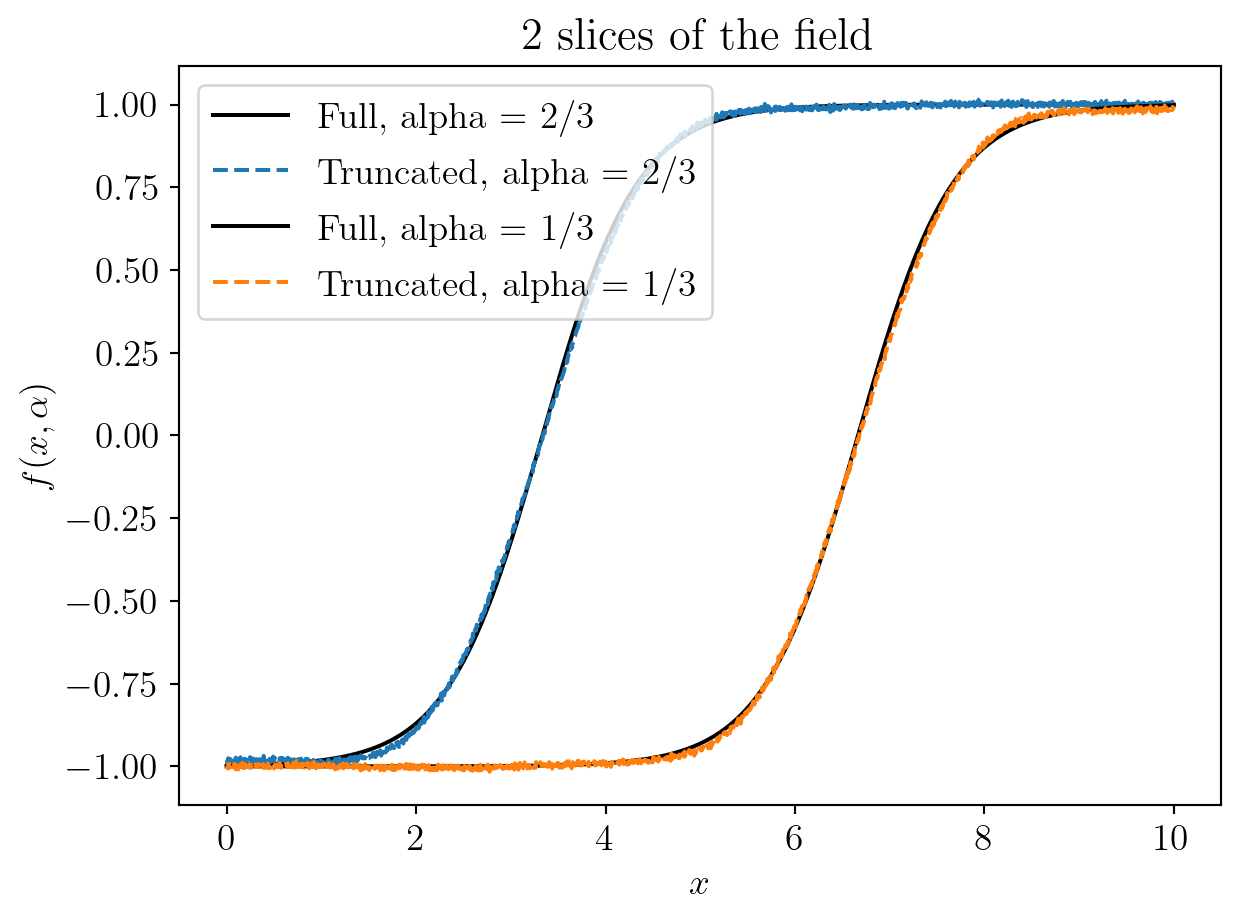 2 slices of the field
Full, alpha = 2/3
Truncated, alpha = 2/3
Full, alpha = 1/3
Truncated, alpha = 1/3
1.00
0.75
0.50
0.25
0.00
−0.25
−0.50
−0.75
−1.00
f(x, α)
0 2 4 6 8 10
x